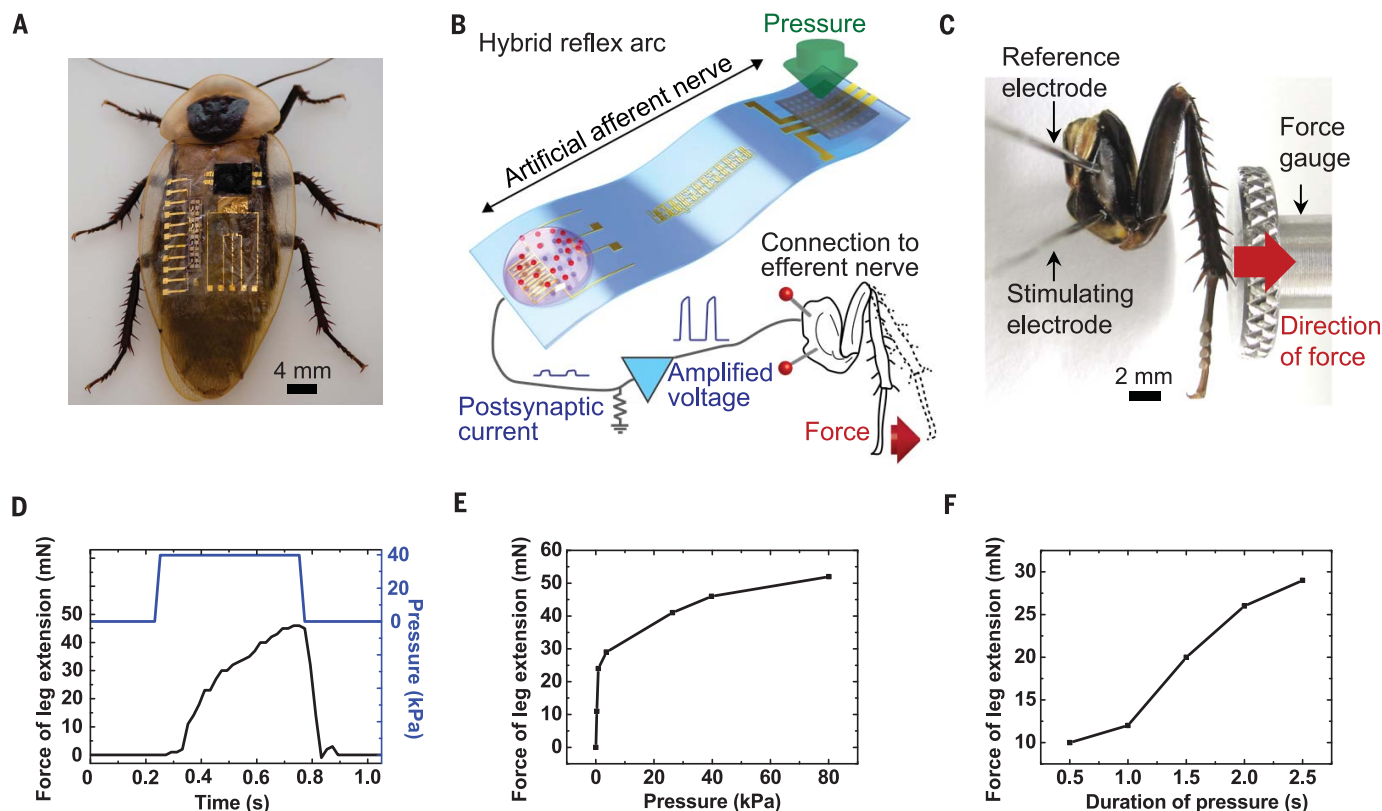 A
4 mm
B
Hybrid reflex arc
Pressure
Artificial afferent nerve
Connection to
efferent nerve
Postsynaptic
current
Amplified
voltage
Force
C
Reference
electrode
Force
gauge
Stimulating
electrode
Direction
of force
2 mm
D
Force of leg extension (mN)
50
40
30
20
10
0
0 0.2 0.4 0.6 0.8 1.0
Time (s)
40
20
0
Pressure (kPa)
E
Force of leg extension (mN)
60
50
40
30
20
10
0
0 20 40 60 80
Pressure (kPa)
F
Force of leg extension (mN)
30
25
20
15
10
0.5 1.0 1.5 2.0 2.5
Duration of pressure (s)